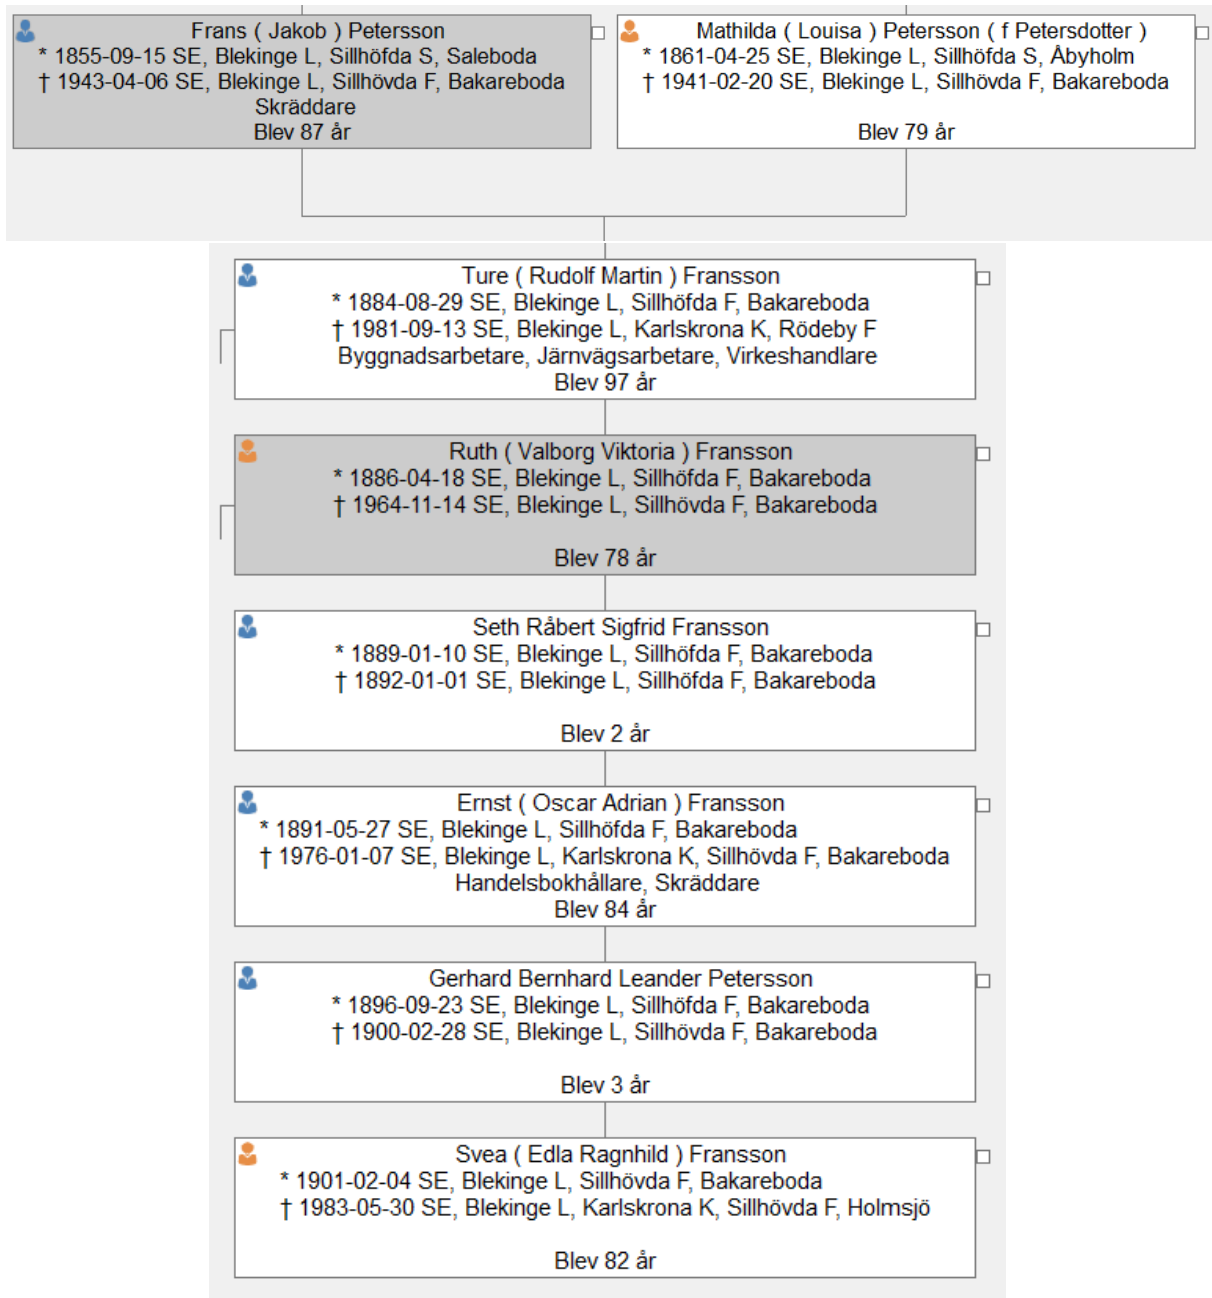 Frans ( Jakob ) Petersson
* 1855-09-15 SE, Blekinge L, Sillhöfda S, Saleboda
† 1943-04-06 SE, Blekinge L, Sillhövda F, Bakareboda
Skräddare
Blev 87 år
Mathilda ( Louisa ) Petersson ( f Petersdotter )
* 1861-04-25 SE, Blekinge L, Sillhöfda S, Åbyholm
† 1941-02-20 SE, Blekinge L, Sillhövda F, Bakareboda
Blev 79 år
Ture ( Rudolf Martin ) Fransson
* 1884-08-29 SE, Blekinge L, Sillhöfda F, Bakareboda
† 1981-09-13 SE, Blekinge L, Karlskrona K, Rödeby F
Byggnadsarbetare, Järnvägsarbetare, Virkeshandlare
Blev 97 år
Ruth ( Valborg Viktoria ) Fransson
* 1886-04-18 SE, Blekinge L, Sillhöfda F, Bakareboda
† 1964-11-14 SE, Blekinge L, Sillhövda F, Bakareboda
Blev 78 år
Seth Råbert Sigfrid Fransson
* 1889-01-10 SE, Blekinge L, Sillhöfda F, Bakareboda
† 1892-01-01 SE, Blekinge L, Sillhöfda F, Bakareboda
Blev 2 år
Ernst ( Oscar Adrian ) Fransson
* 1891-05-27 SE, Blekinge L, Sillhöfda F, Bakareboda
† 1976-01-07 SE, Blekinge L, Karlskrona K, Sillhövda F, Bakareboda
Handelsbokhållare, Skräddare
Blev 84 år
Gerhard Bernhard Leander Petersson
* 1896-09-23 SE, Blekinge L, Sillhöfda F, Bakareboda
† 1900-02-28 SE, Blekinge L, Sillhövda F, Bakareboda
Blev 3 år
Svea ( Edla Ragnhild ) Fransson
* 1901-02-04 SE, Blekinge L, Sillhövda F, Bakareboda
† 1983-05-30 SE, Blekinge L, Karlskrona K, Sillhövda F, Holmsjö
Blev 82 år